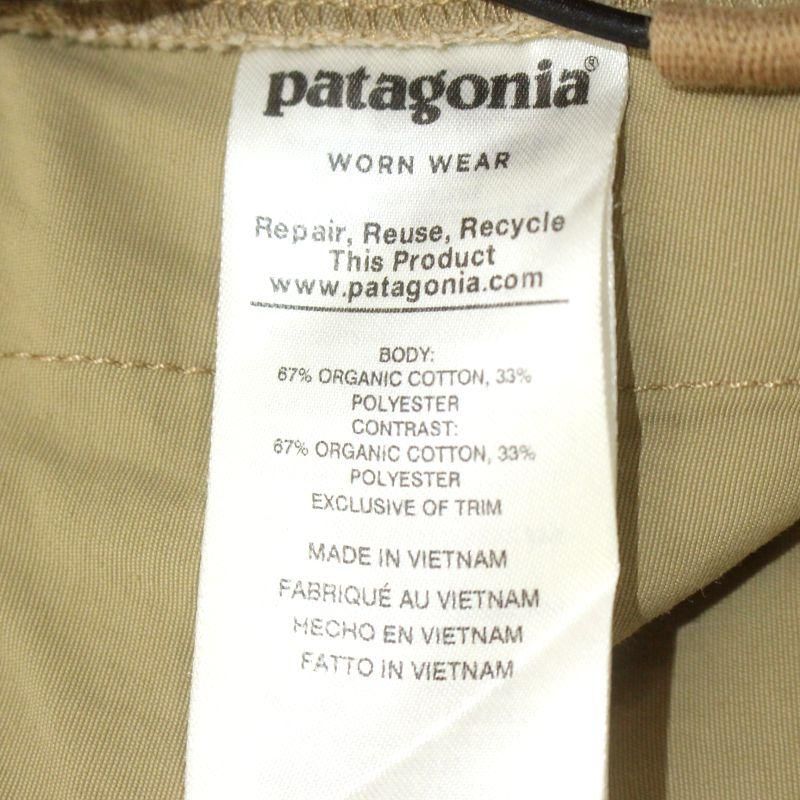 patagonia®
WORN WEAR
Repair, Reuse, Recycle
This Product
www.patagonia.com
BODY:
67% ORGANIC COTTON, 33%
POLYESTER
CONTRAST:
67% ORGANIC COTTON, 33%
POLYESTER
EXCLUSIVE OF TRIM
MADE IN VIETNAM
FABRIQUÉ AU VIETNAM
HECHO EN VIETNAM
FATTO IN VIETNAM